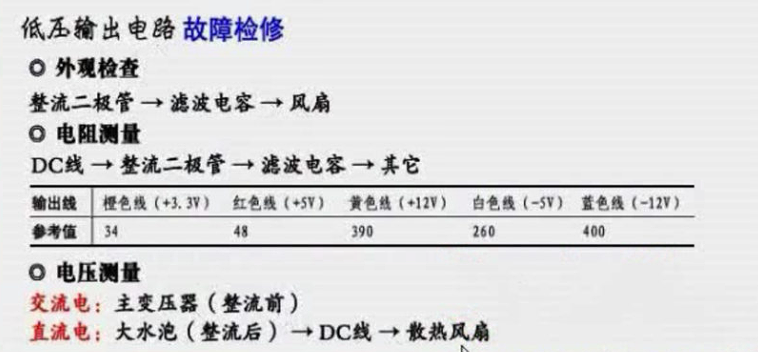 低压输出电路 故障检修
◎ 外观检查
整流二极管 → 滤波电容 → 风扇
◎ 电阻测量
DC线 → 整流二极管 → 滤波电容 → 其它
输出线 橙色线（+3.3V） 红色线（+5V） 黄色线（+12V） 白色线（-5V） 蓝色线（-12V）
参考值 34 48 390 260 400
◎ 电压测量
交流电：主变压器（整流前）
直流电：大水泡（整流后）→ DC线 → 散热风扇